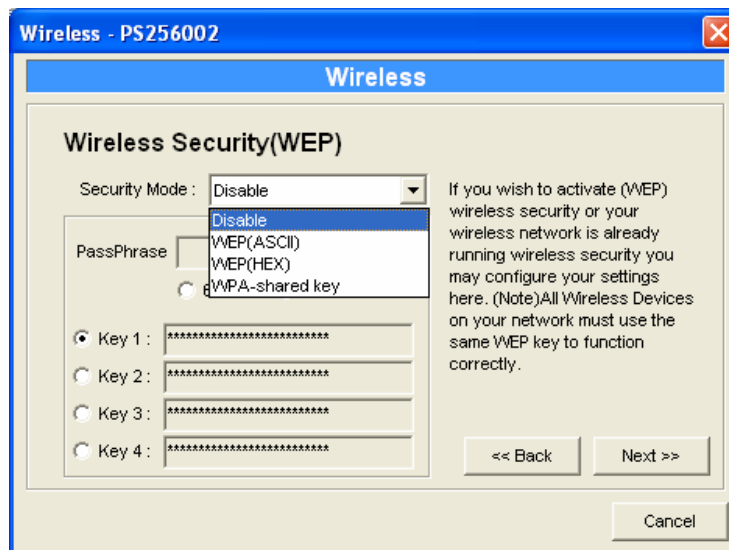 Wireless - PS256002
Wireless
Wireless Security(WEP)
Security Mode : Disable
Disable
WEP(ASCII)
WEP(HEX)
WPA-shared key
PassPhrase
Key 1 : **************************
Key 2 : **************************
Key 3 : **************************
Key 4 : **************************
If you wish to activate (WEP)
wireless security or your
wireless network is already
running wireless security you
may configure your settings
here. (Note)All Wireless Devices
on your network must use the
same WEP key to function
correctly.
<< Back
Next >>
Cancel